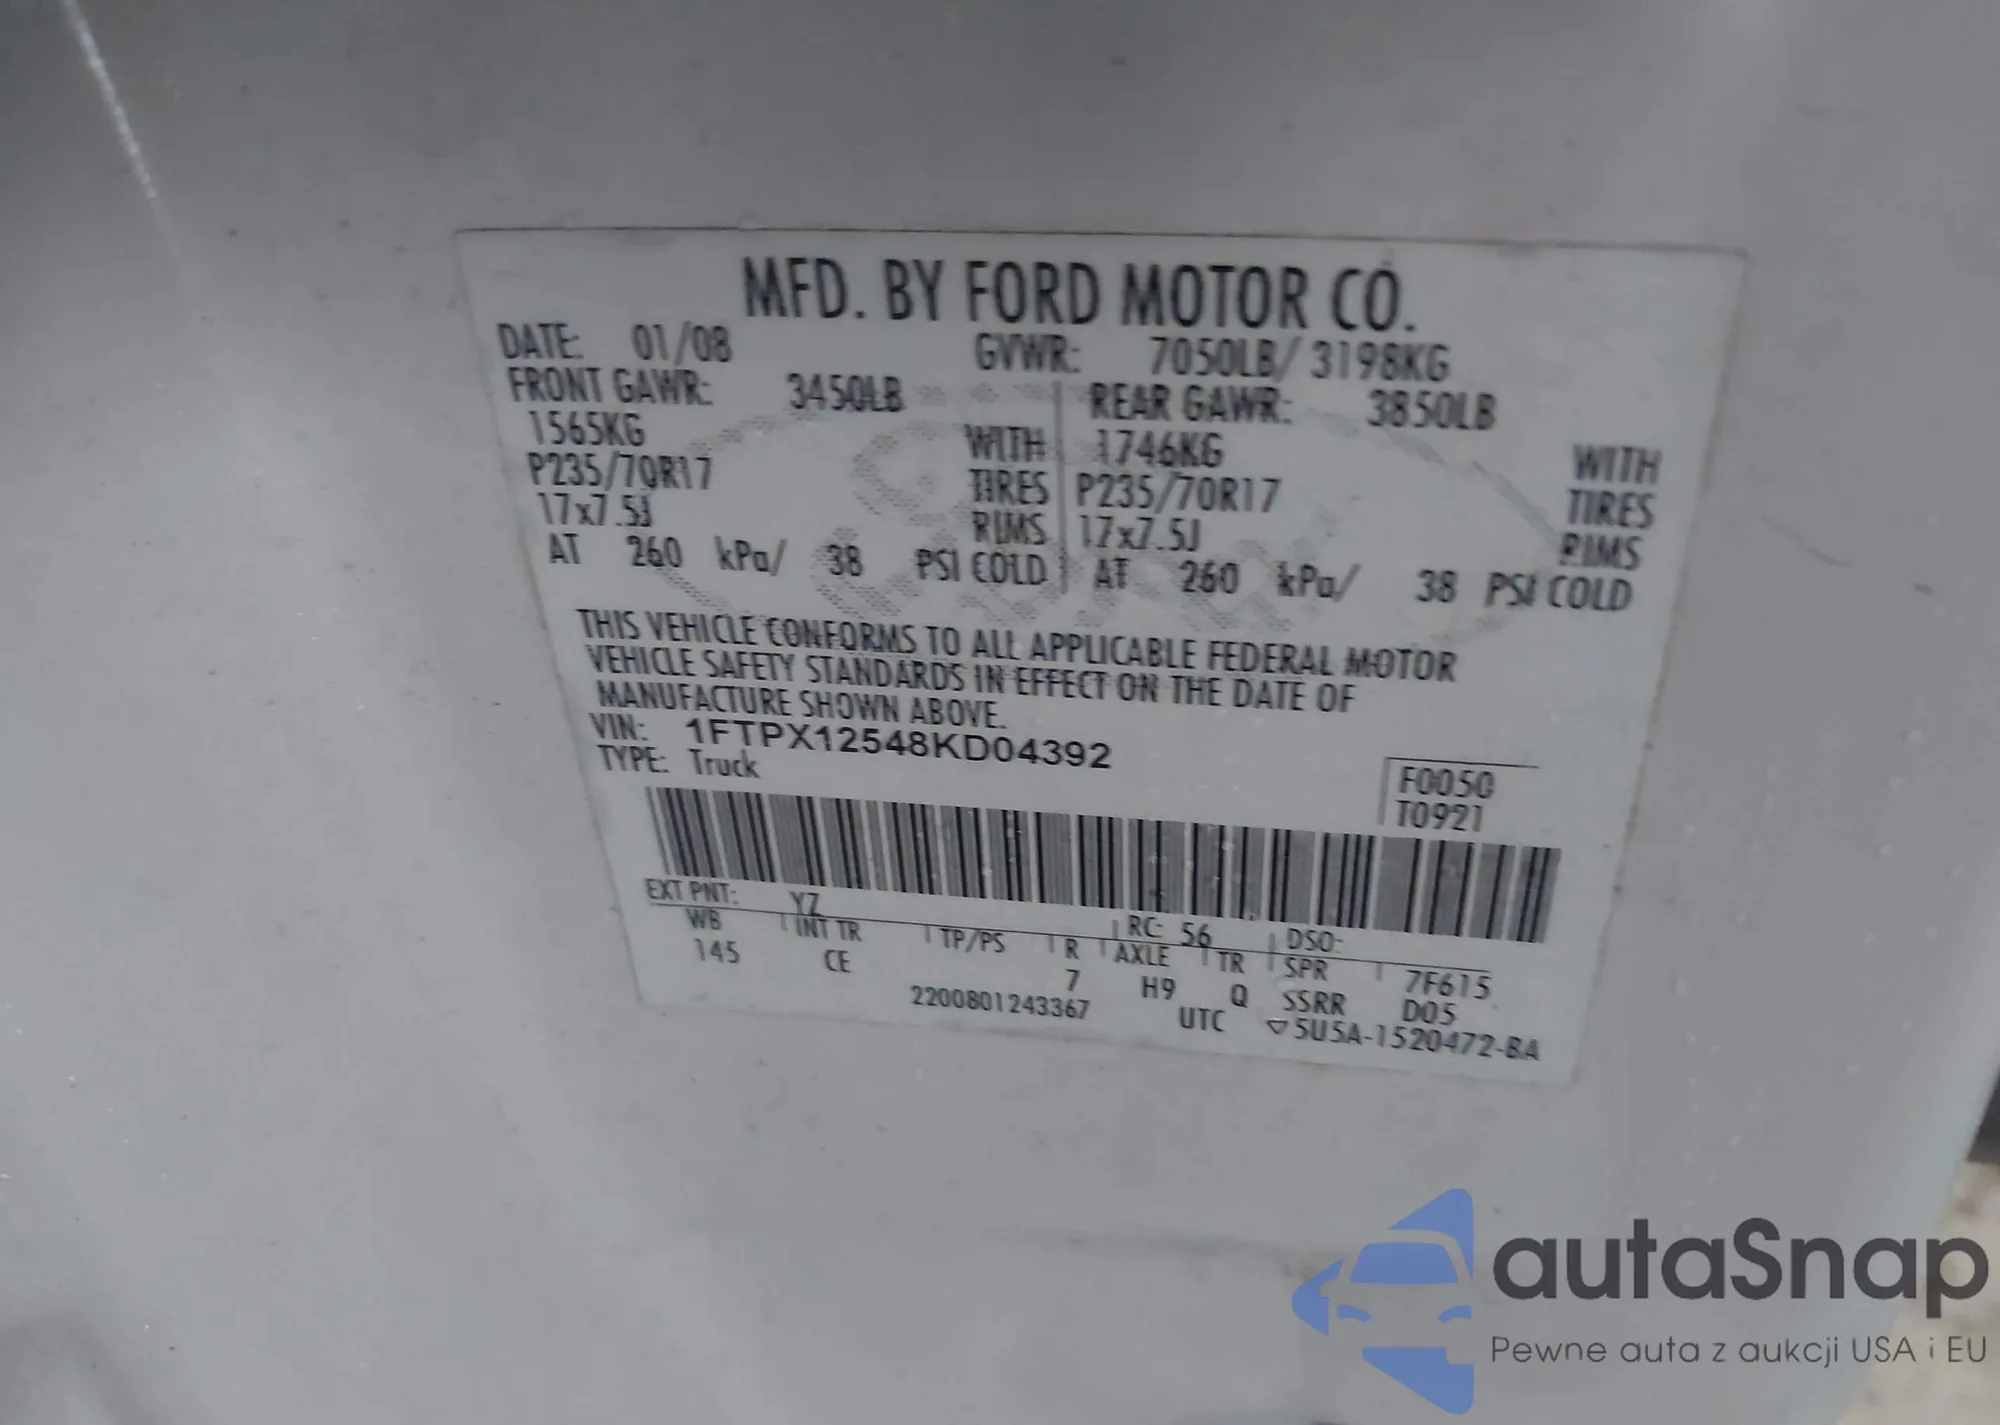 MFD. BY FORD MOTOR CO.
DATE: 01/08 GVWR: 7050LB/ 3198KG
FRONT GAWR: 3450LB REAR GAWR: 3850LB
1565KG WITH 1746KG WITH
P235/70R17 TIRES P235/70R17 TIRES
17x7.5J RIMS 17x7.5J RIMS
AT 260 kPa/ 38 PSI COLD AT 260 kPa/ 38 PSI COLD
THIS VEHICLE CONFORMS TO ALL APPLICABLE FEDERAL MOTOR
VEHICLE SAFETY STANDARDS IN EFFECT ON THE DATE OF
MANUFACTURE SHOWN ABOVE.
VIN: 1FTPX12548KD04392
TYPE: Truck
F0050
T0921
EXT PNT: YZ RC: 56 DSO:
WB INT TR TP/PS R AXLE TR SPR 7F615
145 CE 7 H9 Q SSRR D05
2200801243367 UTC ▽5U5A-1520472-BA
autaSnap
Pewne auta z aukcji USA i EU